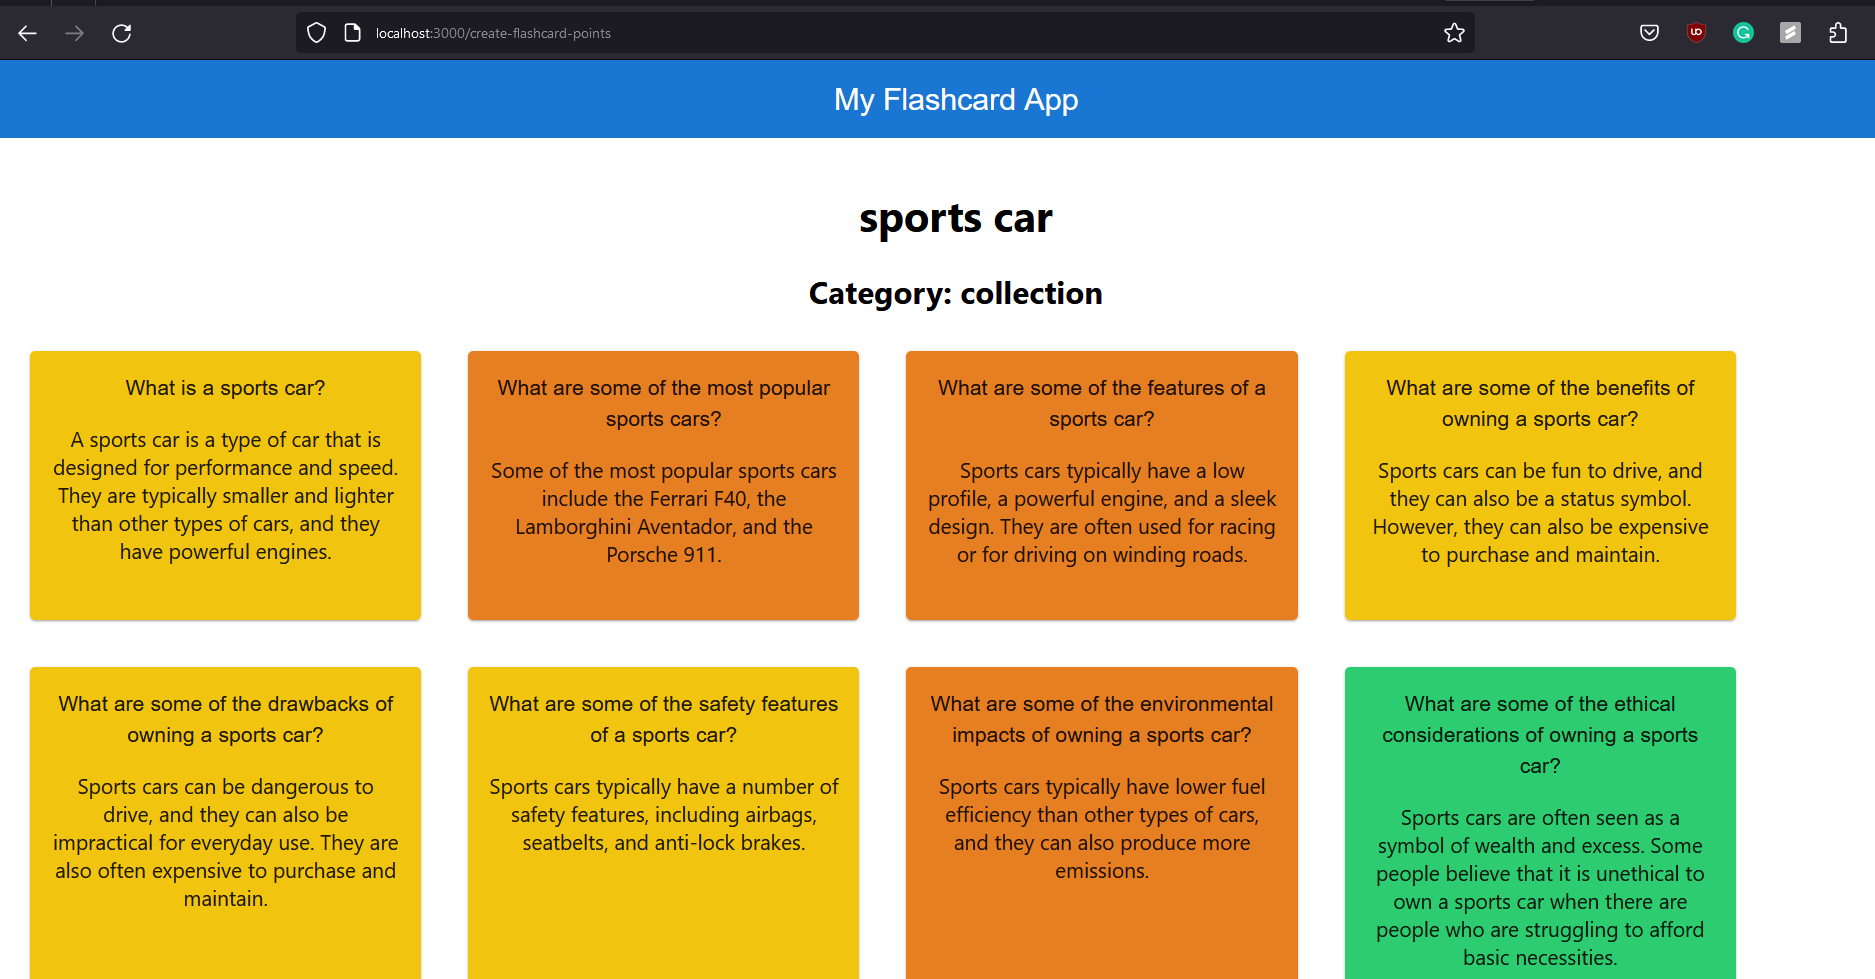 localhost:3000/create-flashcard-points
My Flashcard App
sports car
Category: collection
What is a sports car?
A sports car is a type of car that is
designed for performance and speed.
They are typically smaller and lighter
than other types of cars, and they
have powerful engines.
What are some of the most popular
sports cars?
Some of the most popular sports cars
include the Ferrari F40, the
Lamborghini Aventador, and the
Porsche 911.
What are some of the features of a
sports car?
Sports cars typically have a low
profile, a powerful engine, and a sleek
design. They are often used for racing
or for driving on winding roads.
What are some of the benefits of
owning a sports car?
Sports cars can be fun to drive, and
they can also be a status symbol.
However, they can also be expensive
to purchase and maintain.
What are some of the drawbacks of
owning a sports car?
Sports cars can be dangerous to
drive, and they can also be
impractical for everyday use. They are
also often expensive to purchase and
maintain.
What are some of the safety features
of a sports car?
Sports cars typically have a number of
safety features, including airbags,
seatbelts, and anti-lock brakes.
What are some of the environmental
impacts of owning a sports car?
Sports cars typically have lower fuel
efficiency than other types of cars,
and they can also produce more
emissions.
What are some of the ethical
considerations of owning a sports
car?
Sports cars are often seen as a
symbol of wealth and excess. Some
people believe that it is unethical to
own a sports car when there are
people who are struggling to afford
basic necessities.